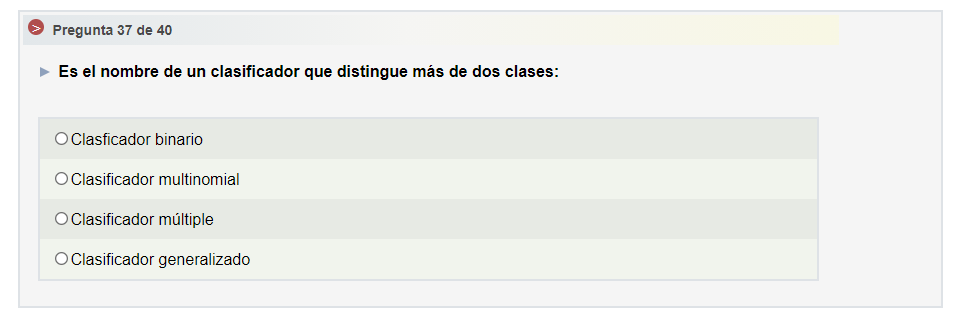 Pregunta 37 de 40
Es el nombre de un clasificador que distingue más de dos clases:
Clasficador binario
Clasificador multinomial
Clasificador múltiple
Clasificador generalizado